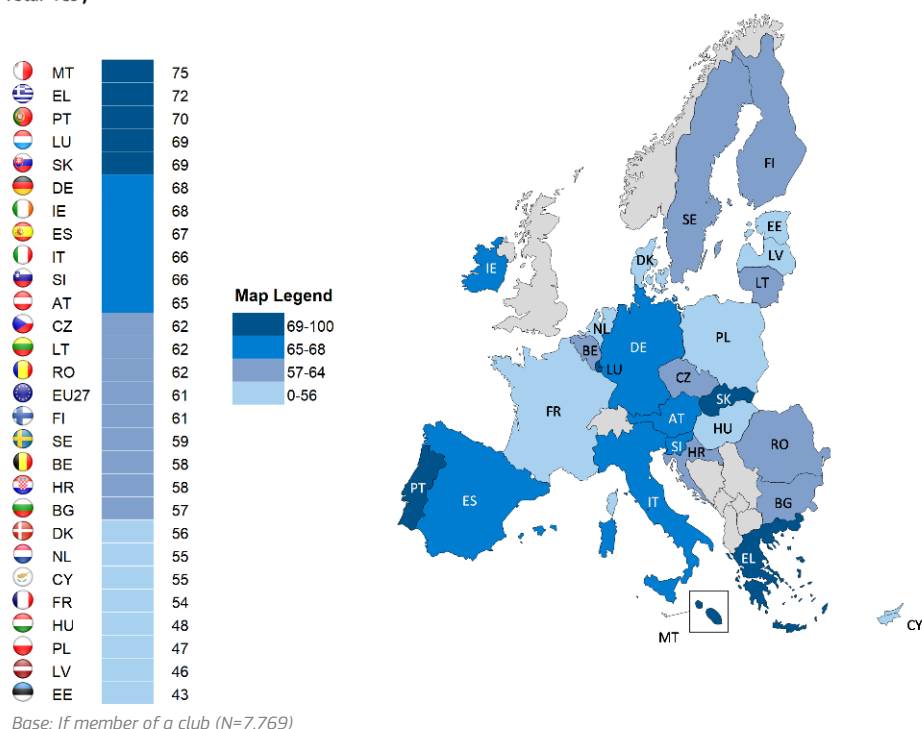 MT 75
EL 72
PT 70
LU 69
SK 69
DE 68
IE 68
ES 67
IT 66
SI 66
AT 65
CZ 62
LT 62
RO 62
EU27 61
FI 61
SE 59
BE 58
HR 58
BG 57
DK 56
NL 55
CY 55
FR 54
HU 48
PL 47
LV 46
EE 43
Base: If member of a club (N=7.769)
Map Legend
69-100
65-68
57-64
0-56
FI
SE
EE
LV
LT
DK
IE
NL
BE
DE
PL
LU
CZ
SK
FR
AT
HU
SI
HR
RO
PT
ES
IT
BG
EL
MT
CY